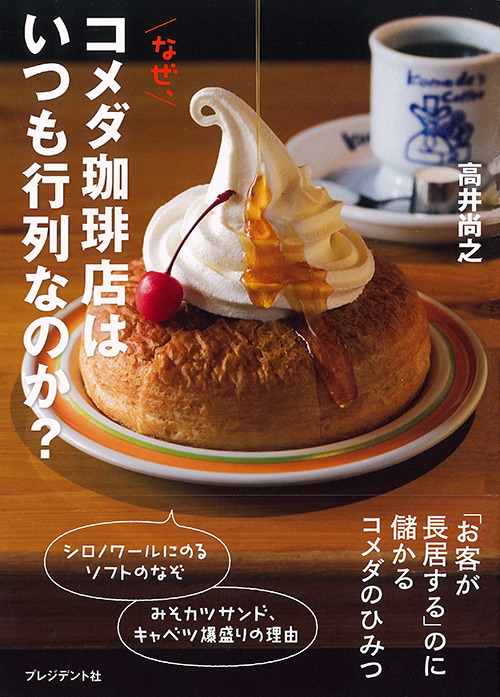 なぜ、
コメダ珈琲店は
いつも行列なのか?
高井尚之
Komeda's
Coffee
「お客が
長居する」のに
儲かる
コメダのひみつ
シロノワールにのる
ソフトのなぞ
みそカツサンド、
キャベツ爆盛りの理由
プレジデント社